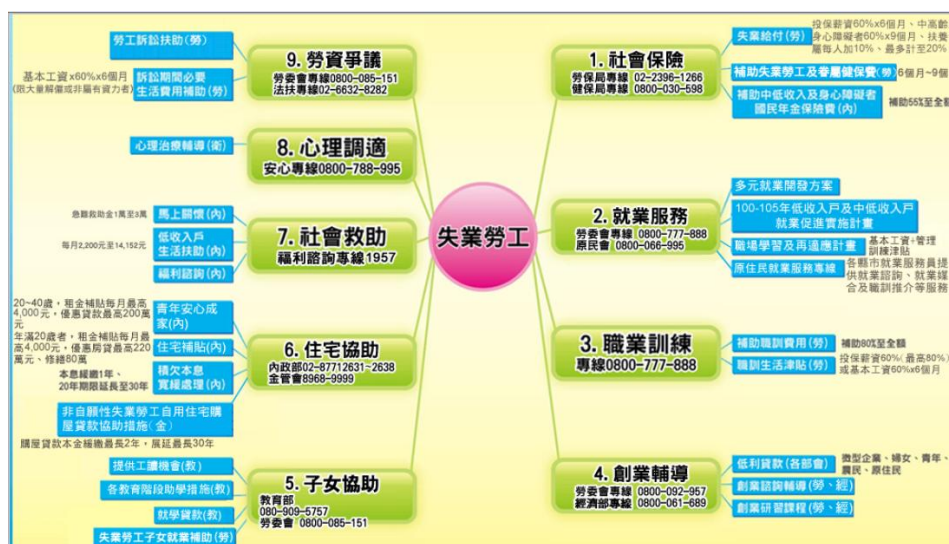 失業勞工
1. 社會保險
勞保局專線 02-2396-1266
健保局專線 0800-030-598
失業給付(勞)
投保薪資60%x6個月、中高齡
身心障礙者60%x9個月、扶養
屬每人加10%、最多計至20%
補助失業勞工及眷屬健保費(勞)
6個月~9個
補助中低收入及身心障礙者
國民年金保險費(內)
補助55%至全額
2. 就業服務
勞委會專線 0800-777-888
原民會 0800-066-995
多元就業開發方案
100-105年低收入戶及中低收入戶
就業促進實施計畫
職場學習及再適應計畫
基本工資+管理
訓練津貼
原住民就業服務專線
各縣市就業服務員提
供就業諮詢、就業媒
合及職訓推介等服務
3. 職業訓練
專線0800-777-888
補助職訓費用(勞)
補助80%至全額
職訓生活津貼(勞)
投保薪資60%(最高80%)
或基本工資60%x6個月
4. 創業輔導
勞委會專線 0800-092-957
經濟部專線 0800-061-689
低利貸款(各部會)
微型企業、婦女、青年、
農民、原住民
創業諮詢輔導(勞、經)
創業研習課程(勞、經)
5. 子女協助
教育部
080-909-5757
勞委會 0800-085-151
提供工讀機會(教)
各教育階段助學措施(教)
就學貸款(教)
失業勞工子女就業補助(勞)
6. 住宅協助
內政部02-87712631~2638
金管會8968-9999
20~40歲，租金補貼每月最高
4,000元，優惠貸款最高200萬
元
青年安心成
家(內)
年滿20歲者，租金補貼每月最
高4,000元，優惠房貸最高220
萬元、修繕80萬
住宅補貼(內)
本息緩繳1年、
20年期限延長至30年
積欠本息
寬緩處理(內)
非自願性失業勞工自用住宅購
屋貸款協助措施(金)
購屋貸款本金緩繳最長2年，展延最長30年
7. 社會救助
福利諮詢專線1957
急難救助金1萬至3萬
馬上關懷(內)
每月2,200元至14,152元
低收入戶
生活扶助(內)
福利諮詢(內)
8. 心理調適
安心專線0800-788-995
心理治療輔導(衛)
9. 勞資爭議
勞委會專線0800-085-151
法扶專線02-6632-8282
勞工訴訟扶助(勞)
基本工資x60%x6個月
(限大量解僱或非屬有資力者)
訴訟期間必要
生活費用補助(勞)